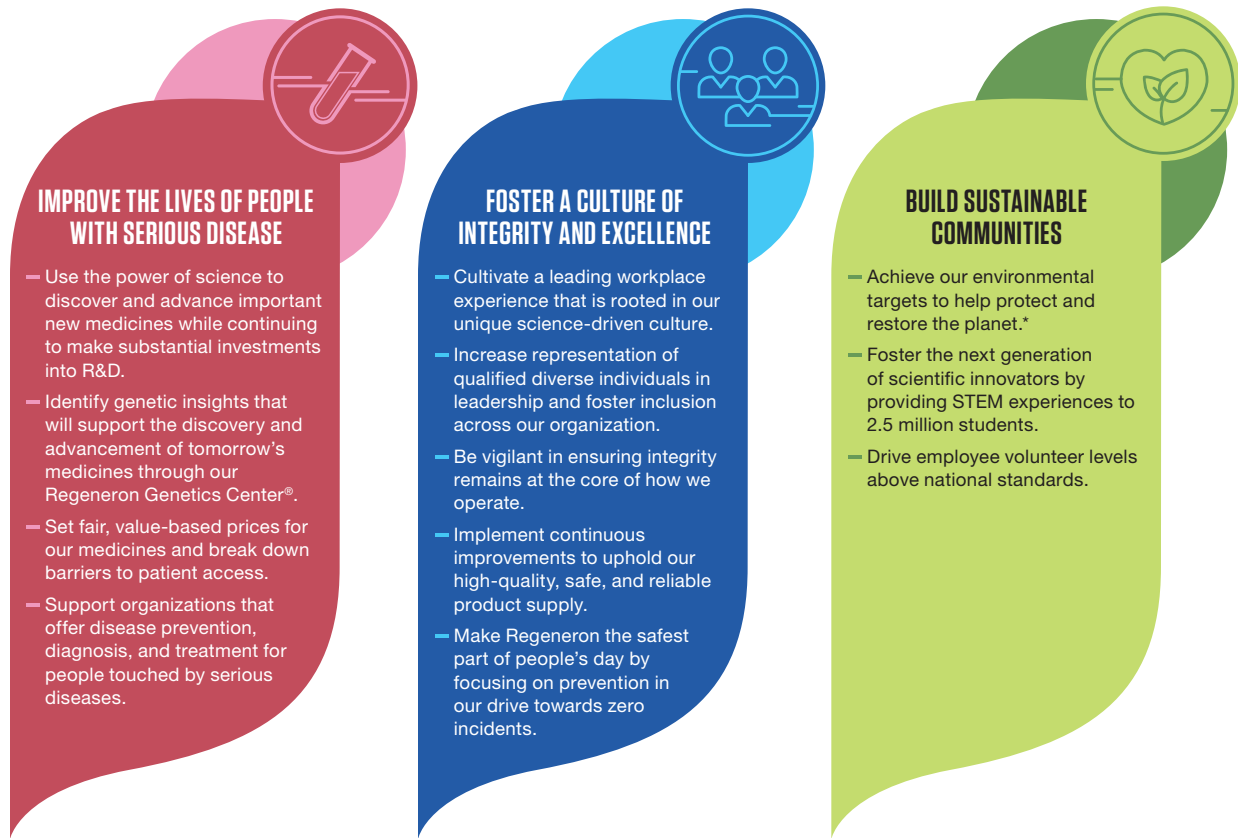 IMPROVE THE LIVES OF PEOPLE
WITH SERIOUS DISEASE
— Use the power of science to
discover and advance important
new medicines while continuing
to make substantial investments
into R&D.
— Identify genetic insights that
will support the discovery and
advancement of tomorrow’s
medicines through our
Regeneron Genetics Center®.
— Set fair, value-based prices for
our medicines and break down
barriers to patient access.
— Support organizations that
offer disease prevention,
diagnosis, and treatment for
people touched by serious
diseases.
FOSTER A CULTURE OF
INTEGRITY AND EXCELLENCE
— Cultivate a leading workplace
experience that is rooted in our
unique science-driven culture.
— Increase representation of
qualified diverse individuals in
leadership and foster inclusion
across our organization.
— Be vigilant in ensuring integrity
remains at the core of how we
operate.
— Implement continuous
improvements to uphold our
high-quality, safe, and reliable
product supply.
— Make Regeneron the safest
part of people’s day by
focusing on prevention in
our drive towards zero
incidents.
BUILD SUSTAINABLE
COMMUNITIES
— Achieve our environmental
targets to help protect and
restore the planet.*
— Foster the next generation
of scientific innovators by
providing STEM experiences to
2.5 million students.
— Drive employee volunteer levels
above national standards.